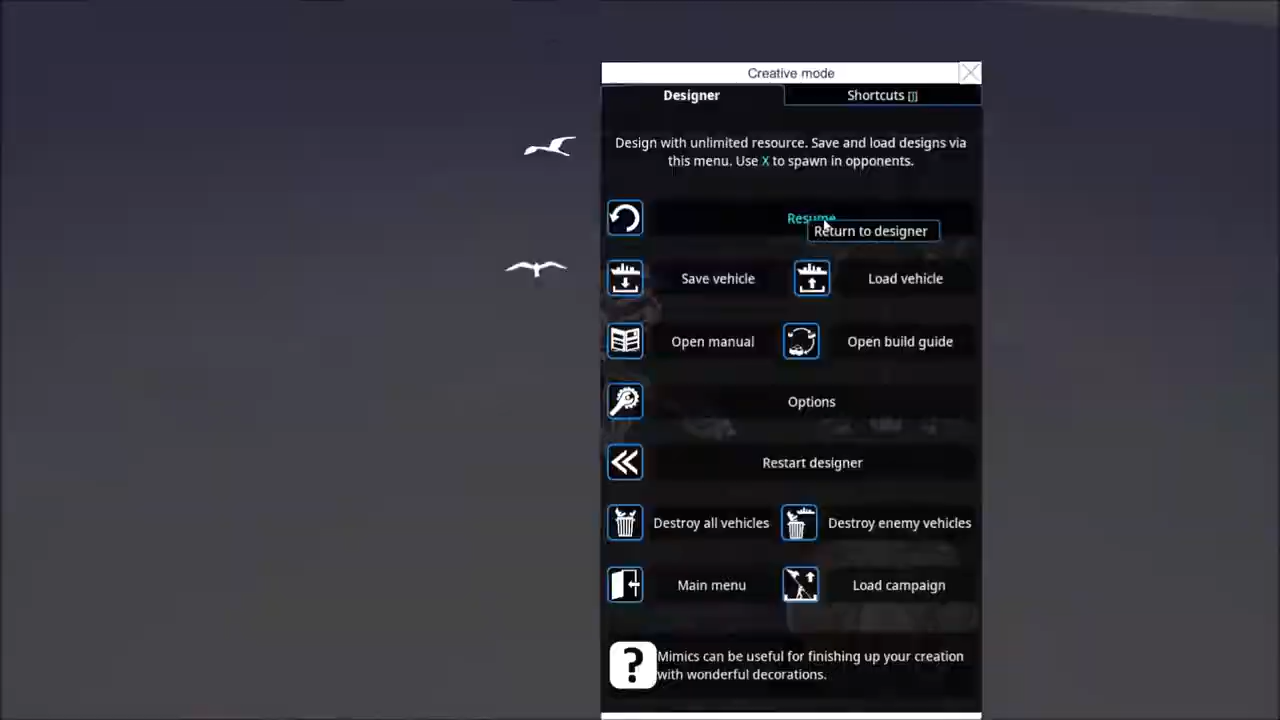 Creative mode
Designer
Shortcuts []]
Design with unlimited resource. Save and load designs via
this menu. Use X to spawn in opponents.
Resume
Return to designer
Save vehicle
Load vehicle
Open manual
Open build guide
Options
Restart designer
Destroy all vehicles
Destroy enemy vehicles
Main menu
Load campaign
?
Mimics can be useful for finishing up your creation
with wonderful decorations.